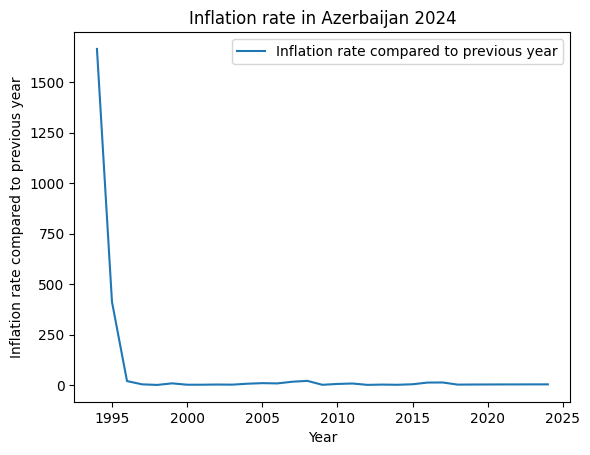 Inflation rate in Azerbaijan 2024
Inflation rate compared to previous year
Inflation rate compared to previous year
1500
1250
1000
750
500
250
0
1995 2000 2005 2010 2015 2020 2025
Year